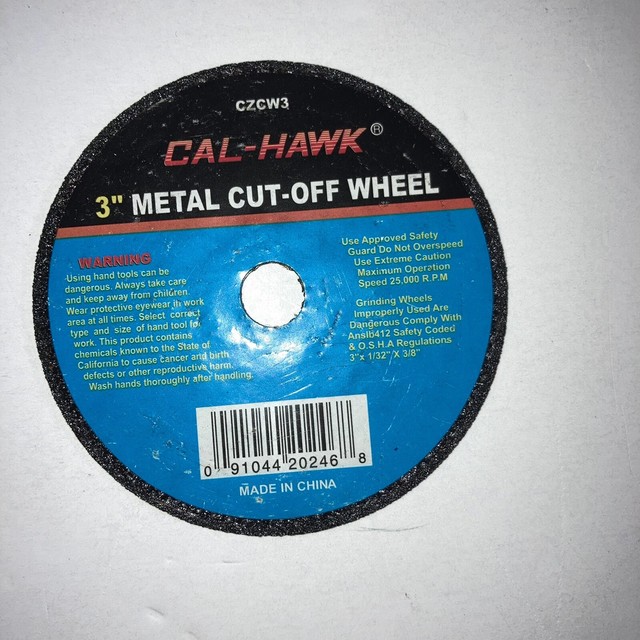 CZCW3
CAL-HAWK®
3" METAL CUT-OFF WHEEL
WARNING
Using hand tools can be
dangerous. Always take care
and keep away from children.
Wear protective eyewear in work
area at all times. Select correct
type and size of hand tool for
work. This product contains
chemicals known to the State of
California to cause cancer and birth
defects or other reproductive harm.
Wash hands thoroughly after handling.
Use Approved Safety
Guard Do Not Overspeed
Use Extreme Caution
Maximum Operation
Speed 25,000 R.P.M
Grinding Wheels
Improperly Used Are
Dangerous Comply With
Ansib412 Safety Coded
& O.S.H.A Regulations
3" x 1/32" X 3/8"
0 91044 20246 8
MADE IN CHINA